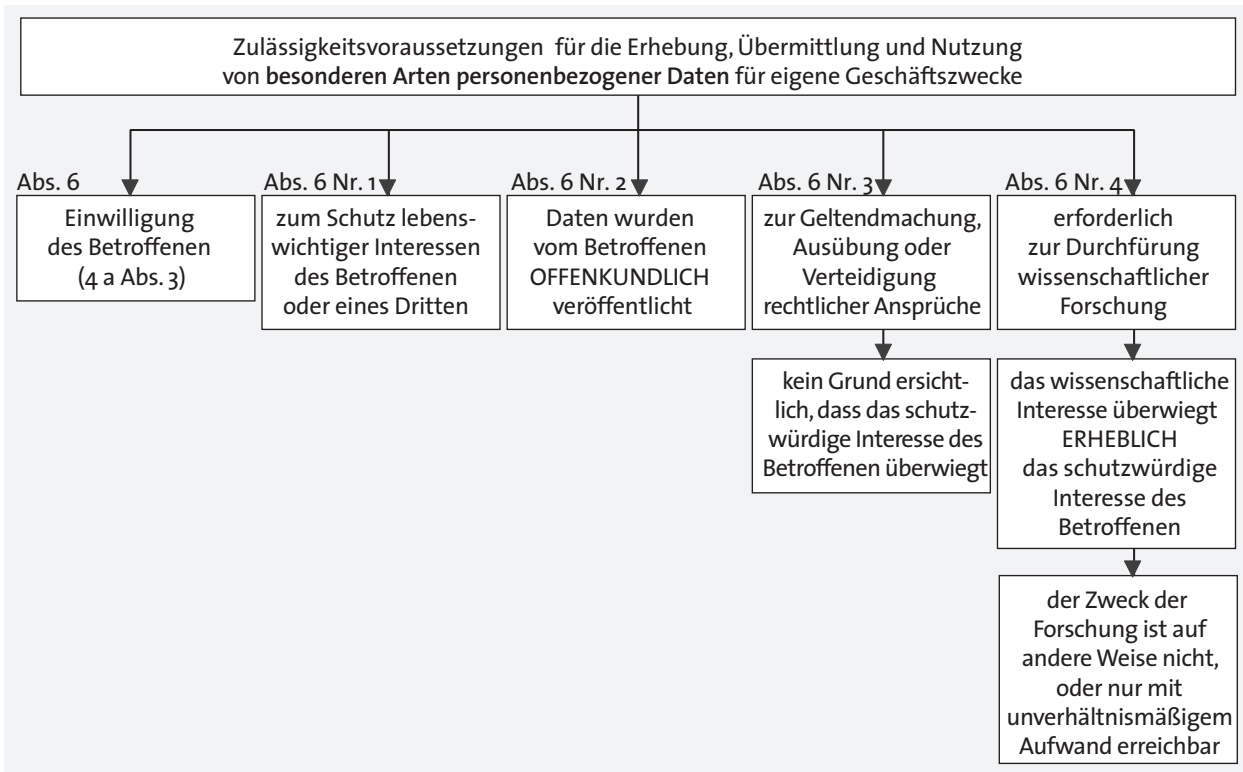 Zulässigkeitsvoraussetzungen für die Erhebung, Übermittlung und Nutzung
von besonderen Arten personenbezogener Daten für eigene Geschäftszwecke
Abs. 6
Einwilligung
des Betroffenen
(4 a Abs. 3)
Abs. 6 Nr. 1
zum Schutz lebens-
wichtiger Interessen
des Betroffenen
oder eines Dritten
Abs. 6 Nr. 2
Daten wurden
vom Betroffenen
OFFENKUNDLICH
veröffentlicht
Abs. 6 Nr. 3
zur Geltendmachung,
Ausübung oder
Verteidigung
rechtlicher Ansprüche
kein Grund ersicht-
lich, dass das schutz-
würdige Interesse des
Betroffenen überwiegt
Abs. 6 Nr. 4
erforderlich
zur Durchfürung
wissenschaftlicher
Forschung
das wissenschaftliche
Interesse überwiegt
ERHEBLICH
das schutzwürdige
Interesse des
Betroffenen
der Zweck der
Forschung ist auf
andere Weise nicht,
oder nur mit
unverhältnismäßigem
Aufwand erreichbar